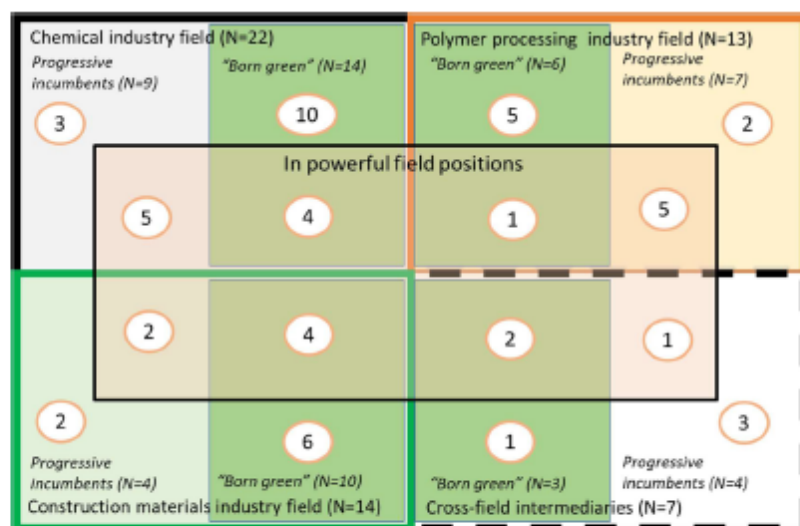 Chemical industry field (N=22)
Progressive
incumbents (N=9)
"Born green" (N=14)
3
10
Polymer processing industry field (N=13)
"Born green" (N=6)
Progressive
incumbents (N=7)
5
2
In powerful field positions
5
4
1
5
2
4
2
1
2
6
1
3
Progressive
Incumbents (N=4)
"Born green" (N=10)
Construction materials industry field (N=14)
"Born green" (N=3)
Progressive
incumbents (N=4)
Cross-field intermediaries (N=7)